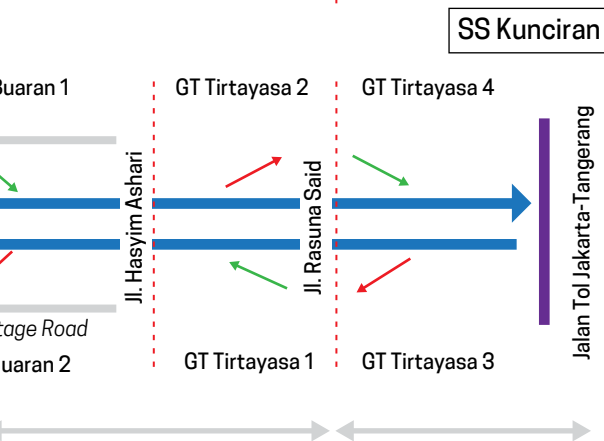 SS Kunciran
Buaran 1
GT Tirtayasa 2
GT Tirtayasa 4
Jl. Hasyim Ashari
Jl. Rasuna Said
Jalan Tol Jakarta-Tangerang
tage Road
uaran 2
GT Tirtayasa 1
GT Tirtayasa 3